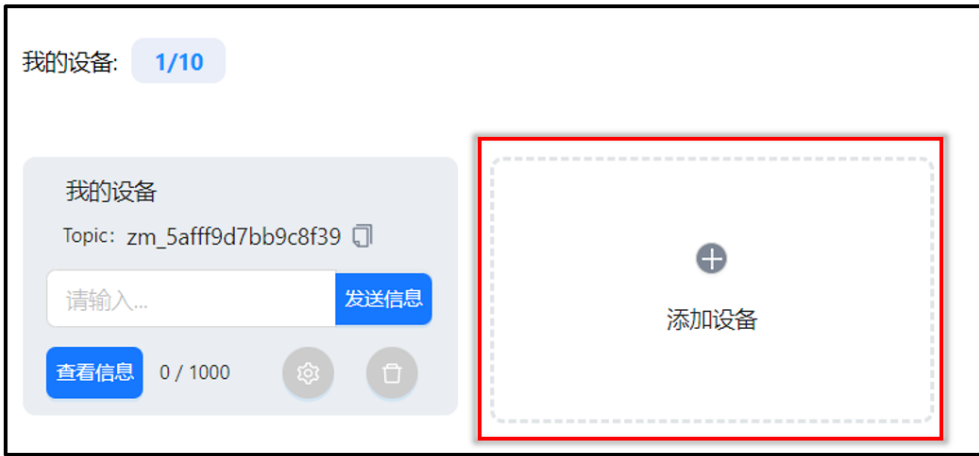 我的设备: 1/10
我的设备
Topic: zm_5afff9d7bb9c8f39
请输入... 发送信息
查看信息 0 / 1000
添加设备